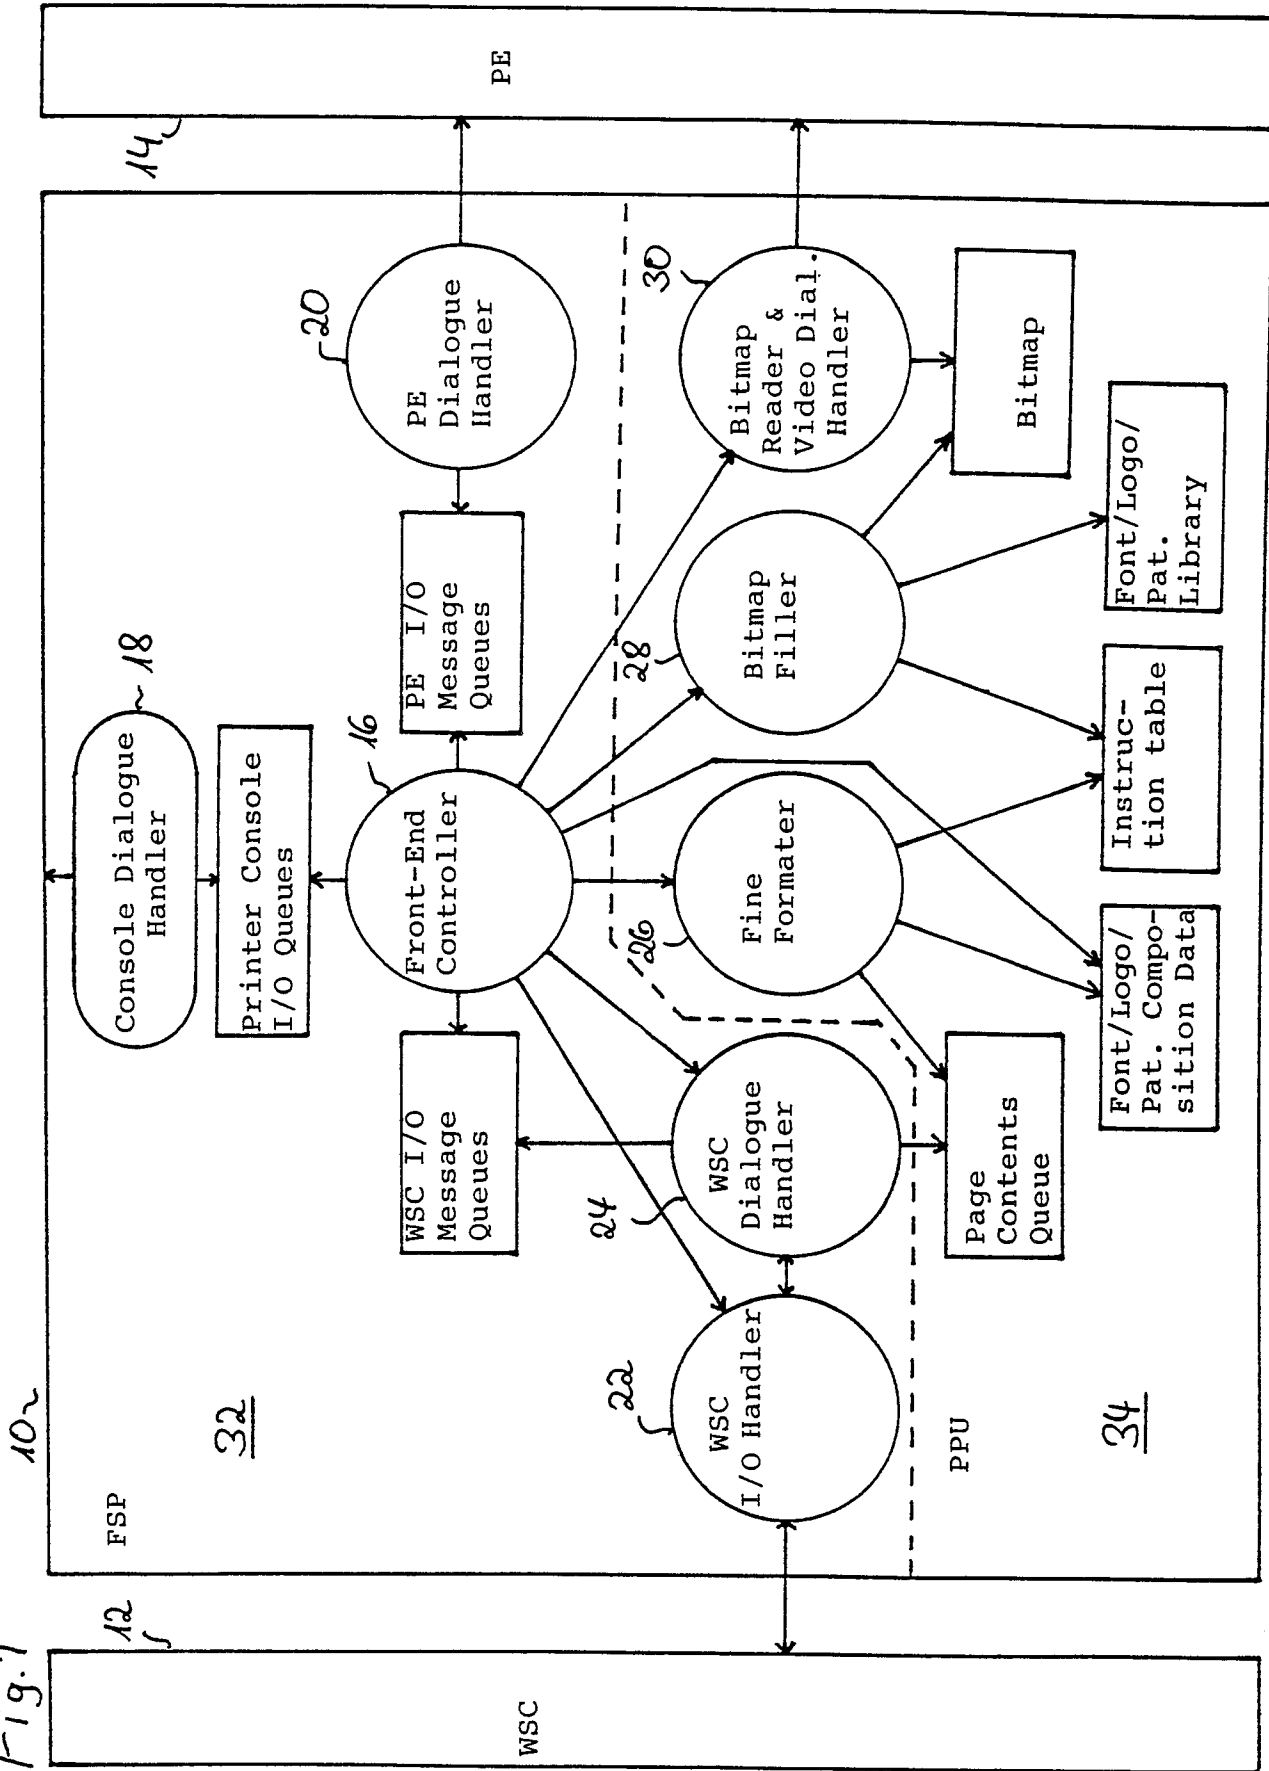 Fig.1
10
12
14
WSC
FSP
32
Console Dialogue
Handler
18
Printer Console
I/O Queues
WSC I/O
Message
Queues
Front-End
Controller
16
PE I/O
Message
Queues
PE
Dialogue
Handler
20
PE
22
WSC
I/O Handler
24
WSC
Dialogue
Handler
26
Fine
Formater
28
Bitmap
Filler
30
Bitmap
Reader &
Video Dial.
Handler
PPU
34
Page
Contents
Queue
Bitmap
Font/Logo/
Pat. Compo-
sition Data
Instruc-
tion table
Font/Logo/
Pat.
Library